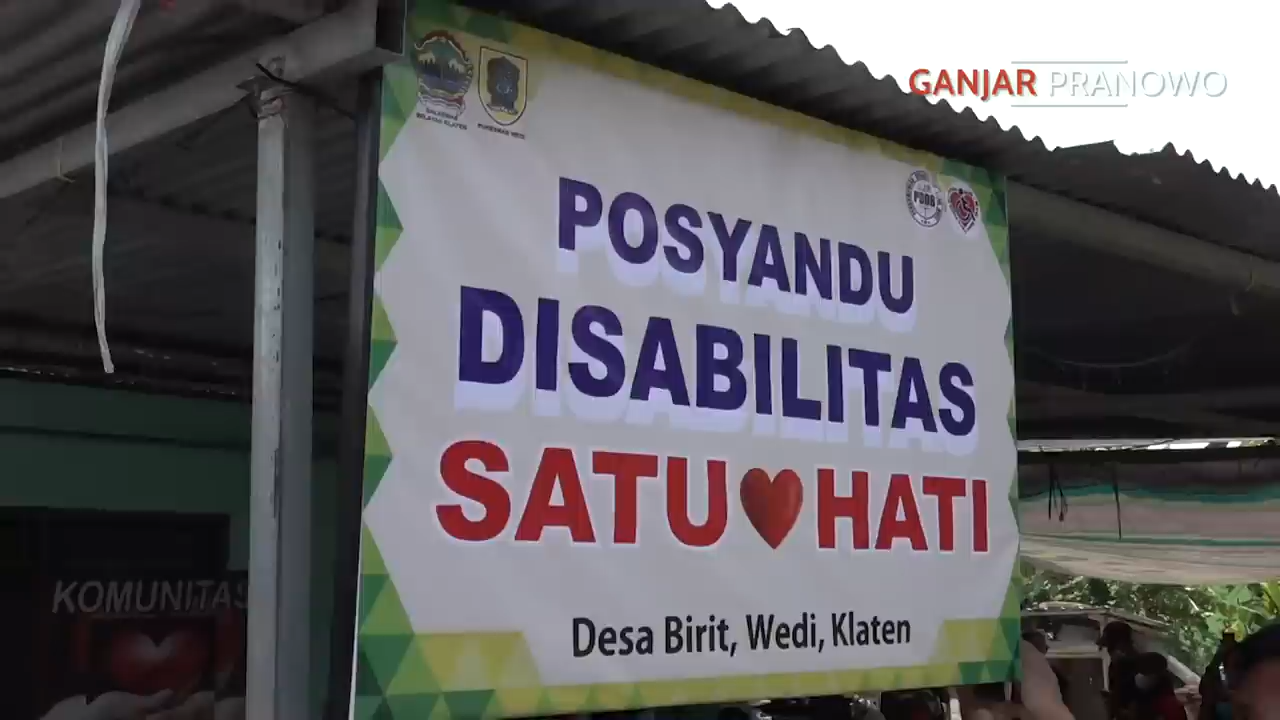 GANJAR PRANOWO
POSYANDU
DISABILITAS
SATU HATI
Desa Birit, Wedi, Klaten
KOMUNITAS